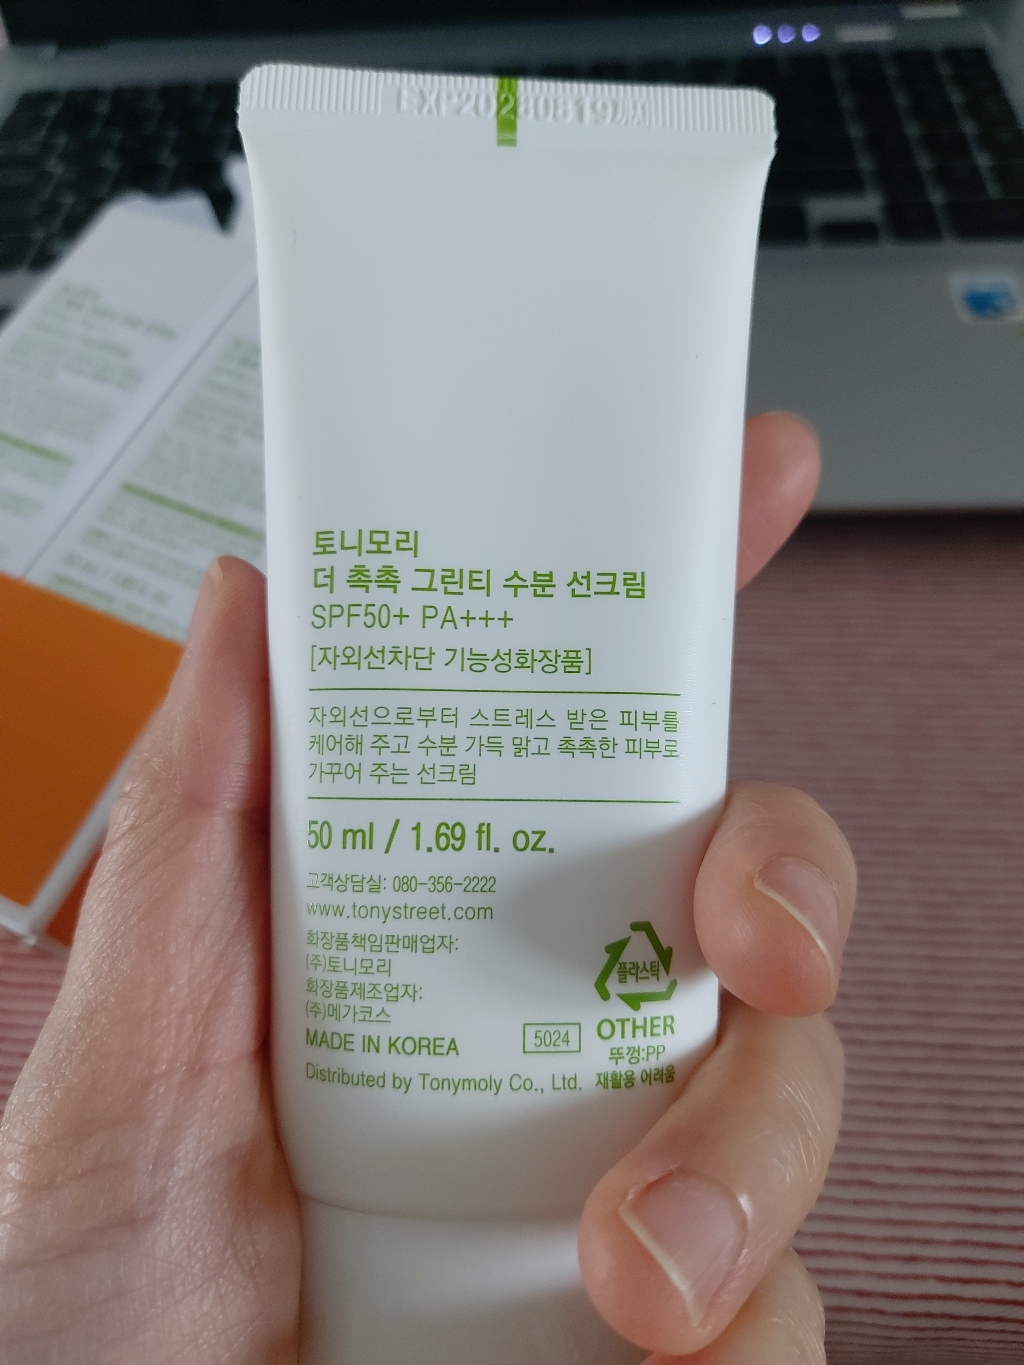 EXP20280819
토니모리
더 촉촉 그린티 수분 선크림
SPF50+ PA+++
[자외선차단 기능성화장품]
자외선으로부터 스트레스 받은 피부를
케어해 주고 수분 가득 맑고 촉촉한 피부로
가꾸어 주는 선크림
50 ml / 1.69 fl. oz.
고객상담실: 080-356-2222
www.tonystreet.com
화장품책임판매업자:
(주)토니모리
화장품제조업자:
(주)메가코스
MADE IN KOREA
Distributed by Tonymoly Co., Ltd.
5024
플라스틱
OTHER
뚜껑:PP
재활용 어려움